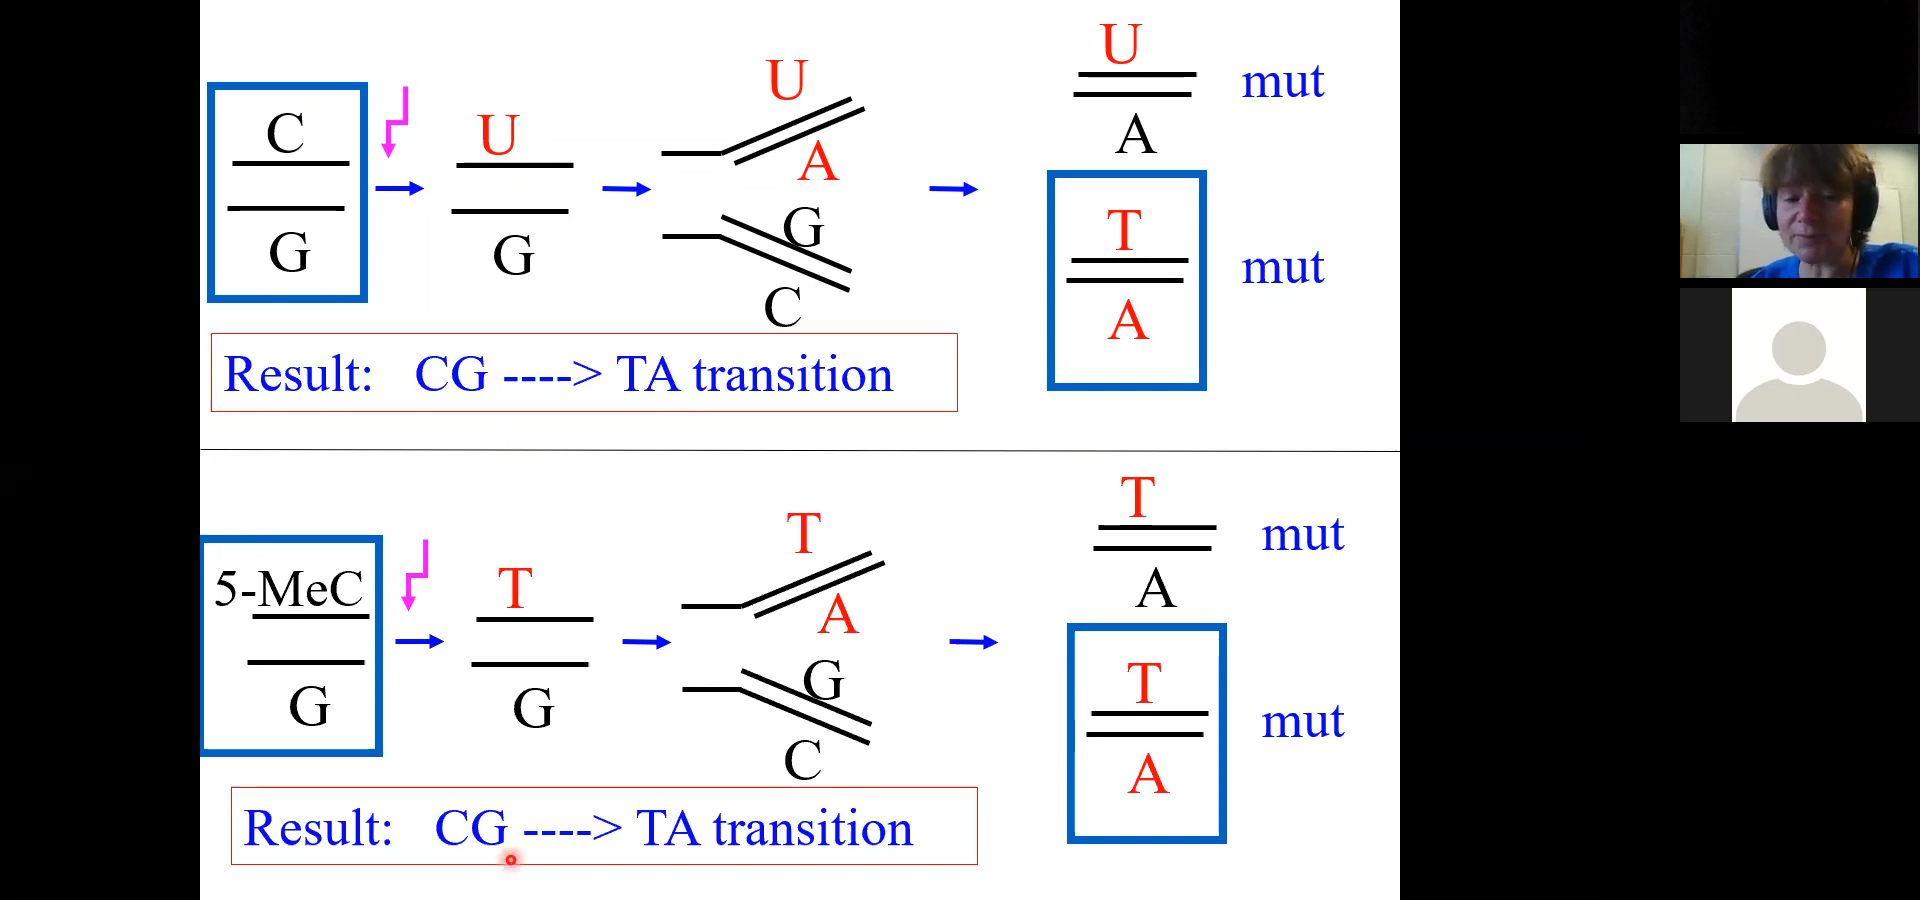 C
G
U
G
U
A
G
C
U
A
mut
T
A
mut
Result: CG ----> TA transition
5-MeC
G
T
G
T
A
G
C
T
A
mut
T
A
mut
Result: CG ----> TA transition